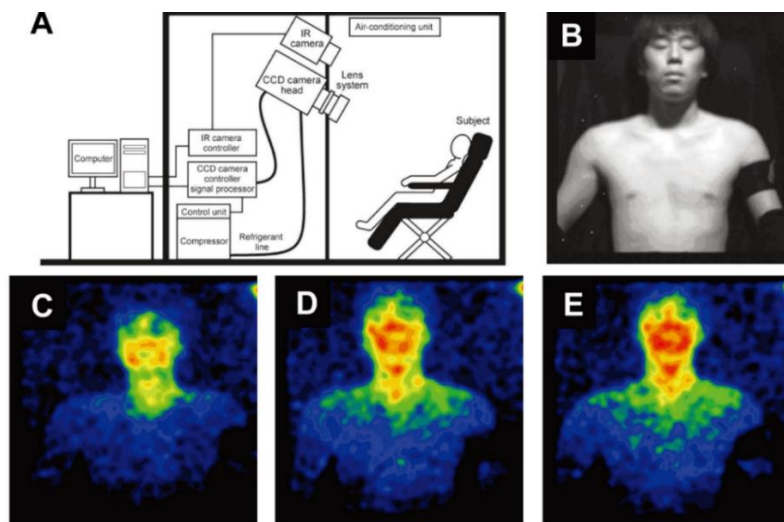 A
IR
camera
Air-conditioning unit
CCD camera
head
Lens
system
Subject
IR camera
controller
Computer
CCD camera
controller
signal processor
Control unit
Compressor
Refrigerant
line
B
C
D
E